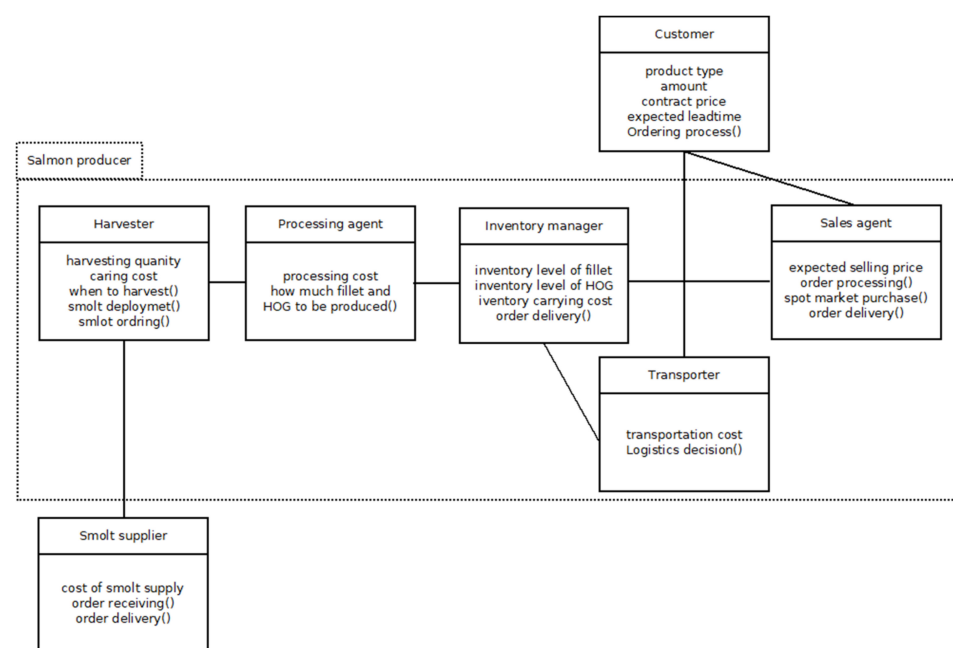 Customer
product type
amount
contract price
expected leadtime
Ordering process()
Salmon producer
Harvester
harvesting quanity
caring cost
when to harvest()
smolt deploymet()
smlot ordring()
Processing agent
processing cost
how much fillet and
HOG to be produced()
Inventory manager
inventory level of fillet
inventory level of HOG
iventory carrying cost
order delivery()
Sales agent
expected selling price
order processing()
spot market purchase()
order delivery()
Transporter
transportation cost
Logistics decision()
Smolt supplier
cost of smolt supply
order receiving()
order delivery()